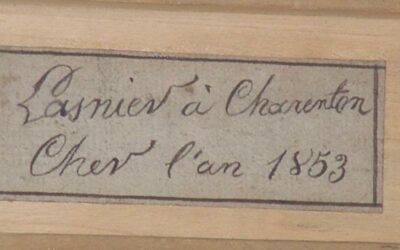 Lasnier à Charenton
Cher l'an 1853